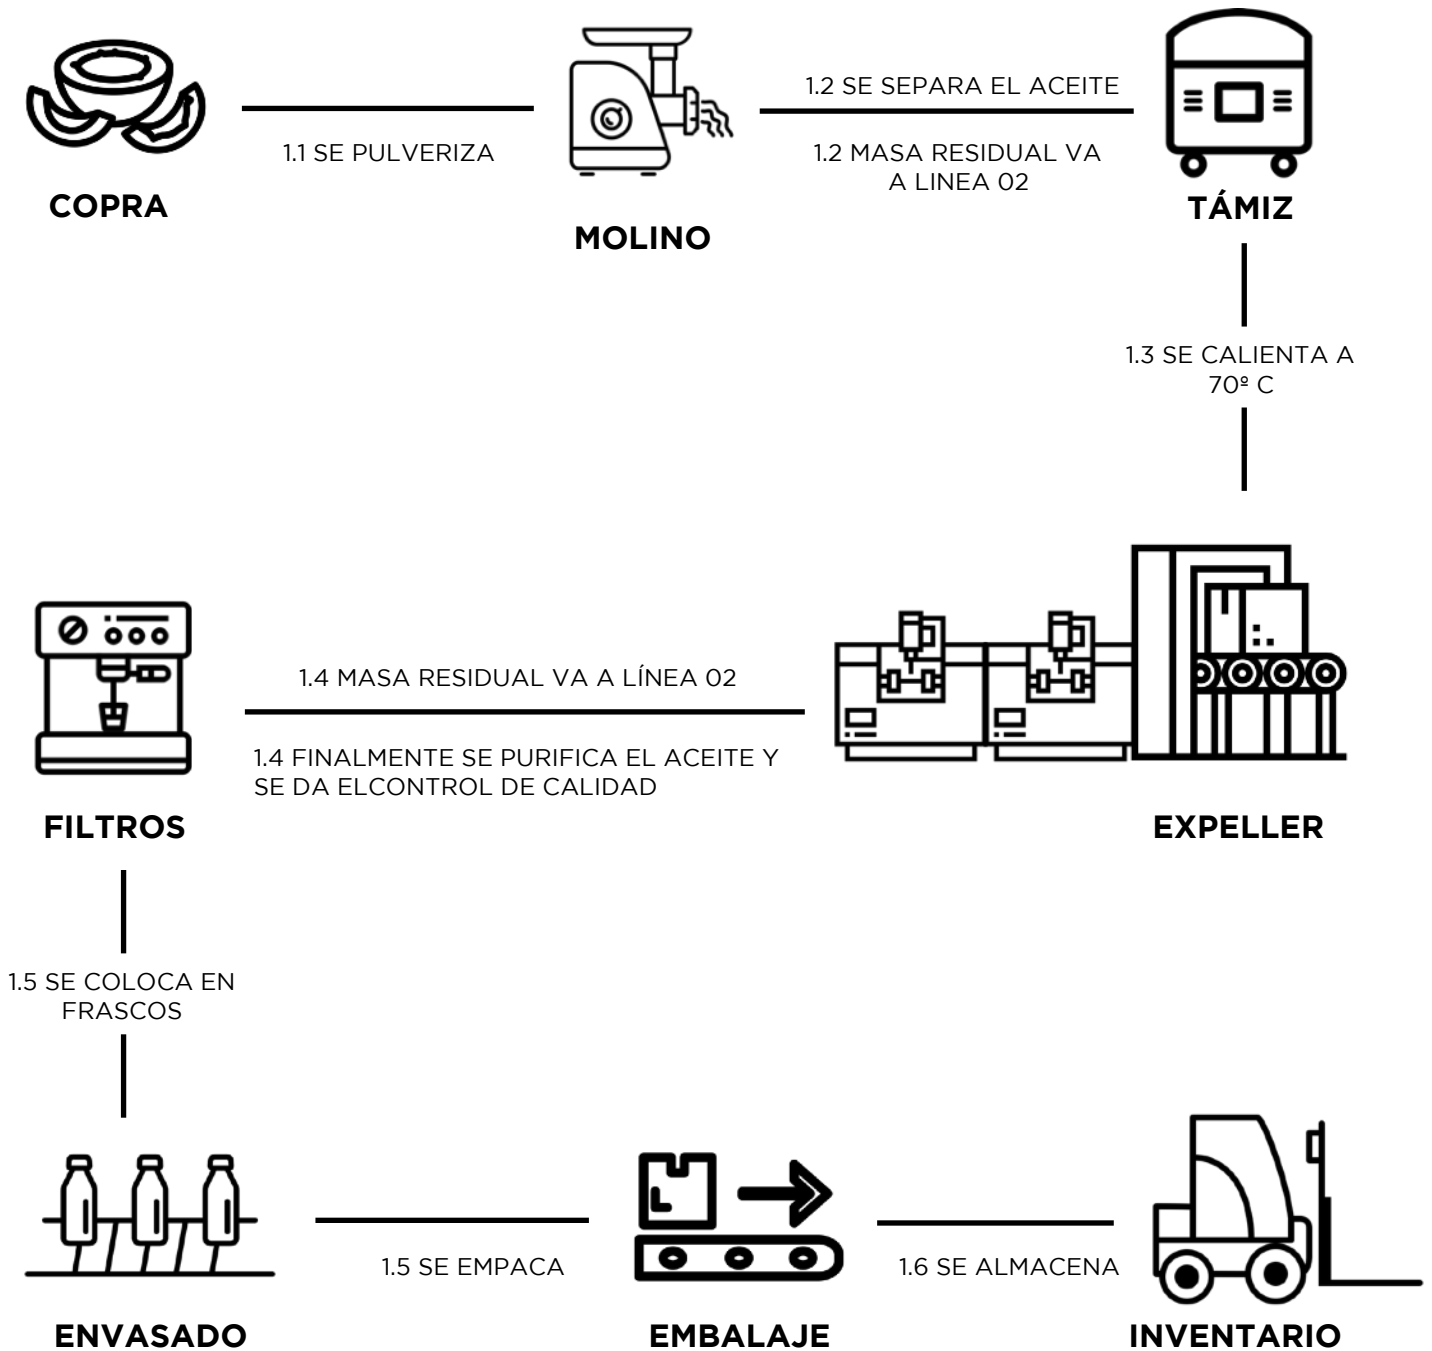 COPRA
1.1 SE PULVERIZA
MOLINO
1.2 SE SEPARA EL ACEITE
1.2 MASA RESIDUAL VA
A LINEA 02
TÁMIZ
1.3 SE CALIENTA A
70º C
EXPELLER
1.4 MASA RESIDUAL VA A LÍNEA 02
1.4 FINALMENTE SE PURIFICA EL ACEITE Y
SE DA ELCONTROL DE CALIDAD
FILTROS
1.5 SE COLOCA EN
FRASCOS
ENVASADO
1.5 SE EMPACA
EMBALAJE
1.6 SE ALMACENA
INVENTARIO